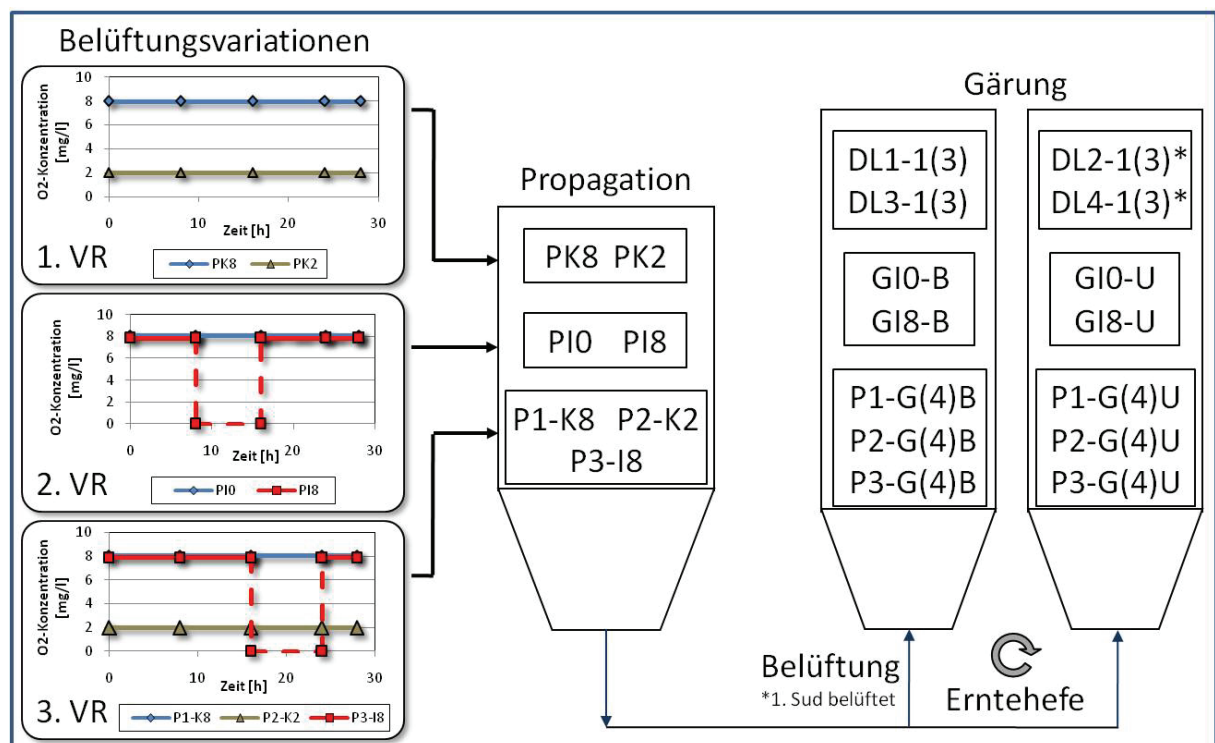 Belüftungsvariationen
O2-Konzentration
[mg/l]
10
8
6
4
2
0
0 10 20 30
Zeit [h]
1. VR
PK8 PK2
O2-Konzentration
[mg/l]
10
8
6
4
2
0
0 10 20 30
Zeit [h]
2. VR
PI0 PI8
O2-Konzentration
[mg/l]
10
8
6
4
2
0
0 10 20 30
Zeit [h]
3. VR
P1-K8 P2-K2 P3-I8
Propagation
PK8 PK2
PI0 PI8
P1-K8 P2-K2
P3-I8
Gärung
DL1-1(3)
DL3-1(3)
GI0-B
GI8-B
P1-G(4)B
P2-G(4)B
P3-G(4)B
DL2-1(3)*
DL4-1(3)*
GI0-U
GI8-U
P1-G(4)U
P2-G(4)U
P3-G(4)U
Belüftung
*1. Sud belüftet
Erntehefe